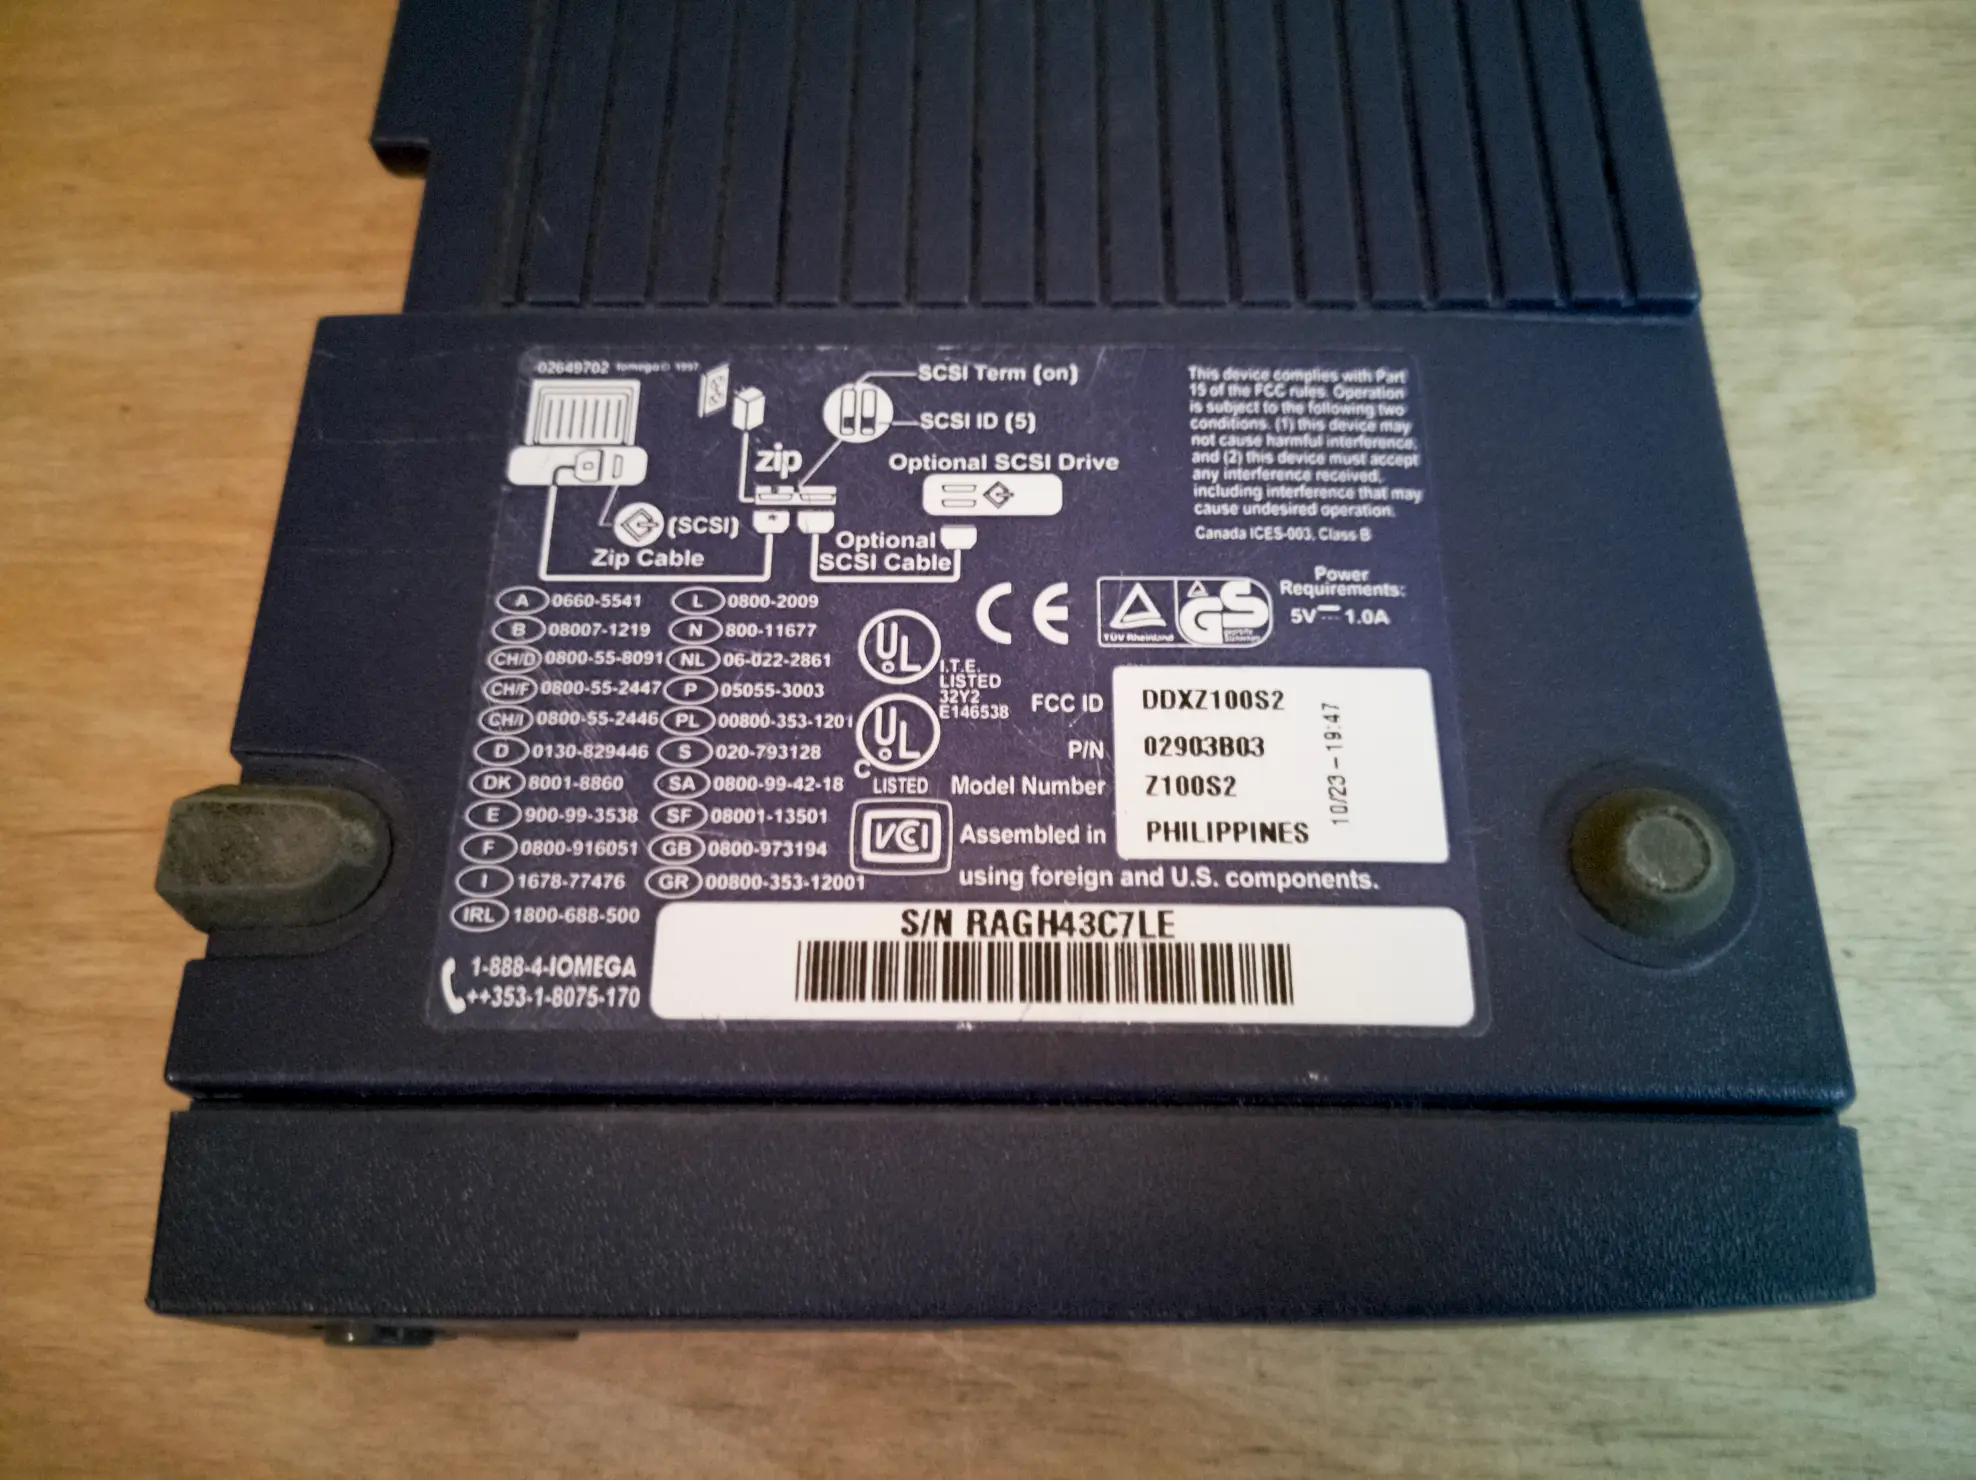 02649702 Iomega© 1997
SCSI Term (on)
SCSI ID (5)
zip
Optional SCSI Drive
(SCSI)
Zip Cable
Optional
SCSI Cable
This device complies with Part
15 of the FCC rules. Operation
is subject to the following two
conditions. (1) this device may
not cause harmful interference,
and (2) this device must accept
any interference received,
including interference that may
cause undesired operation.
Canada ICES-003, Class B
Power
Requirements:
5V 1.0A
A 0660-5541
B 08007-1219
CH/D 0800-55-8091
CH/F 0800-55-2447
CH/I 0800-55-2446
D 0130-829446
DK 8001-8860
E 900-99-3538
F 0800-916051
I 1678-77476
IRL 1800-688-500
L 0800-2009
N 800-11677
NL 06-022-2861
P 05055-3003
PL 00800-353-1201
S 020-793128
SA 0800-99-42-18
SF 08001-13501
GB 0800-973194
GR 00800-353-12001
1-888-4-IOMEGA
++353-1-8075-170
UL
I.T.E.
LISTED
32Y2
E146538
C UL
LISTED
VCCI
CE
TÜV Rheinland
GS
geprüfte
Sicherheit
FCC ID DDXZ100S2
P/N 02903B03
Model Number Z100S2
Assembled in PHILIPPINES
10/23-19:47
using foreign and U.S. components.
S/N RAGH43C7LE